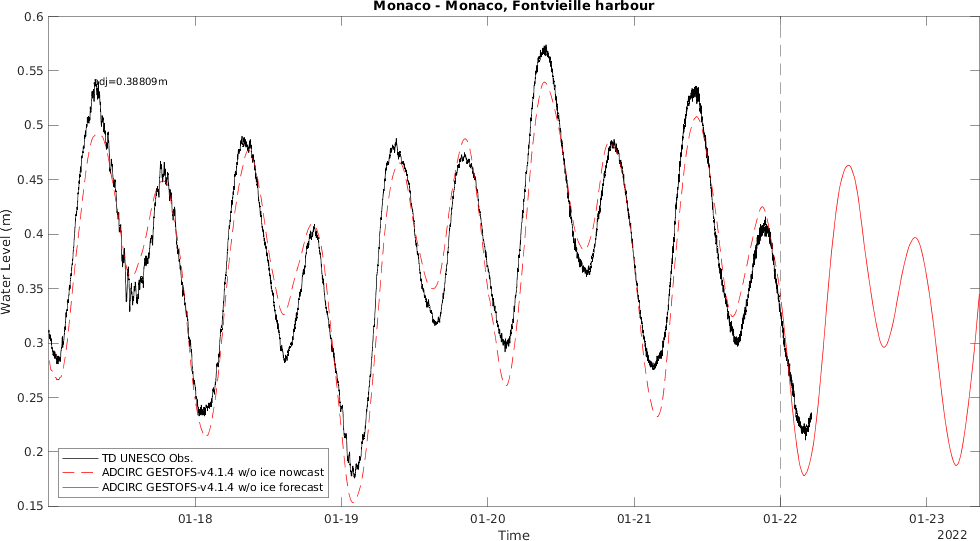 Monaco - Monaco, Fontvieille harbour
0.6
0.55
0.5
0.45
0.4
0.35
0.3
0.25
0.2
0.15
Water Level (m)
adj=0.38809m
TD UNESCO Obs.
ADCIRC GESTOFS-v4.1.4 w/o ice nowcast
ADCIRC GESTOFS-v4.1.4 w/o ice forecast
01-18 01-19 01-20 01-21 01-22 01-23
Time
2022